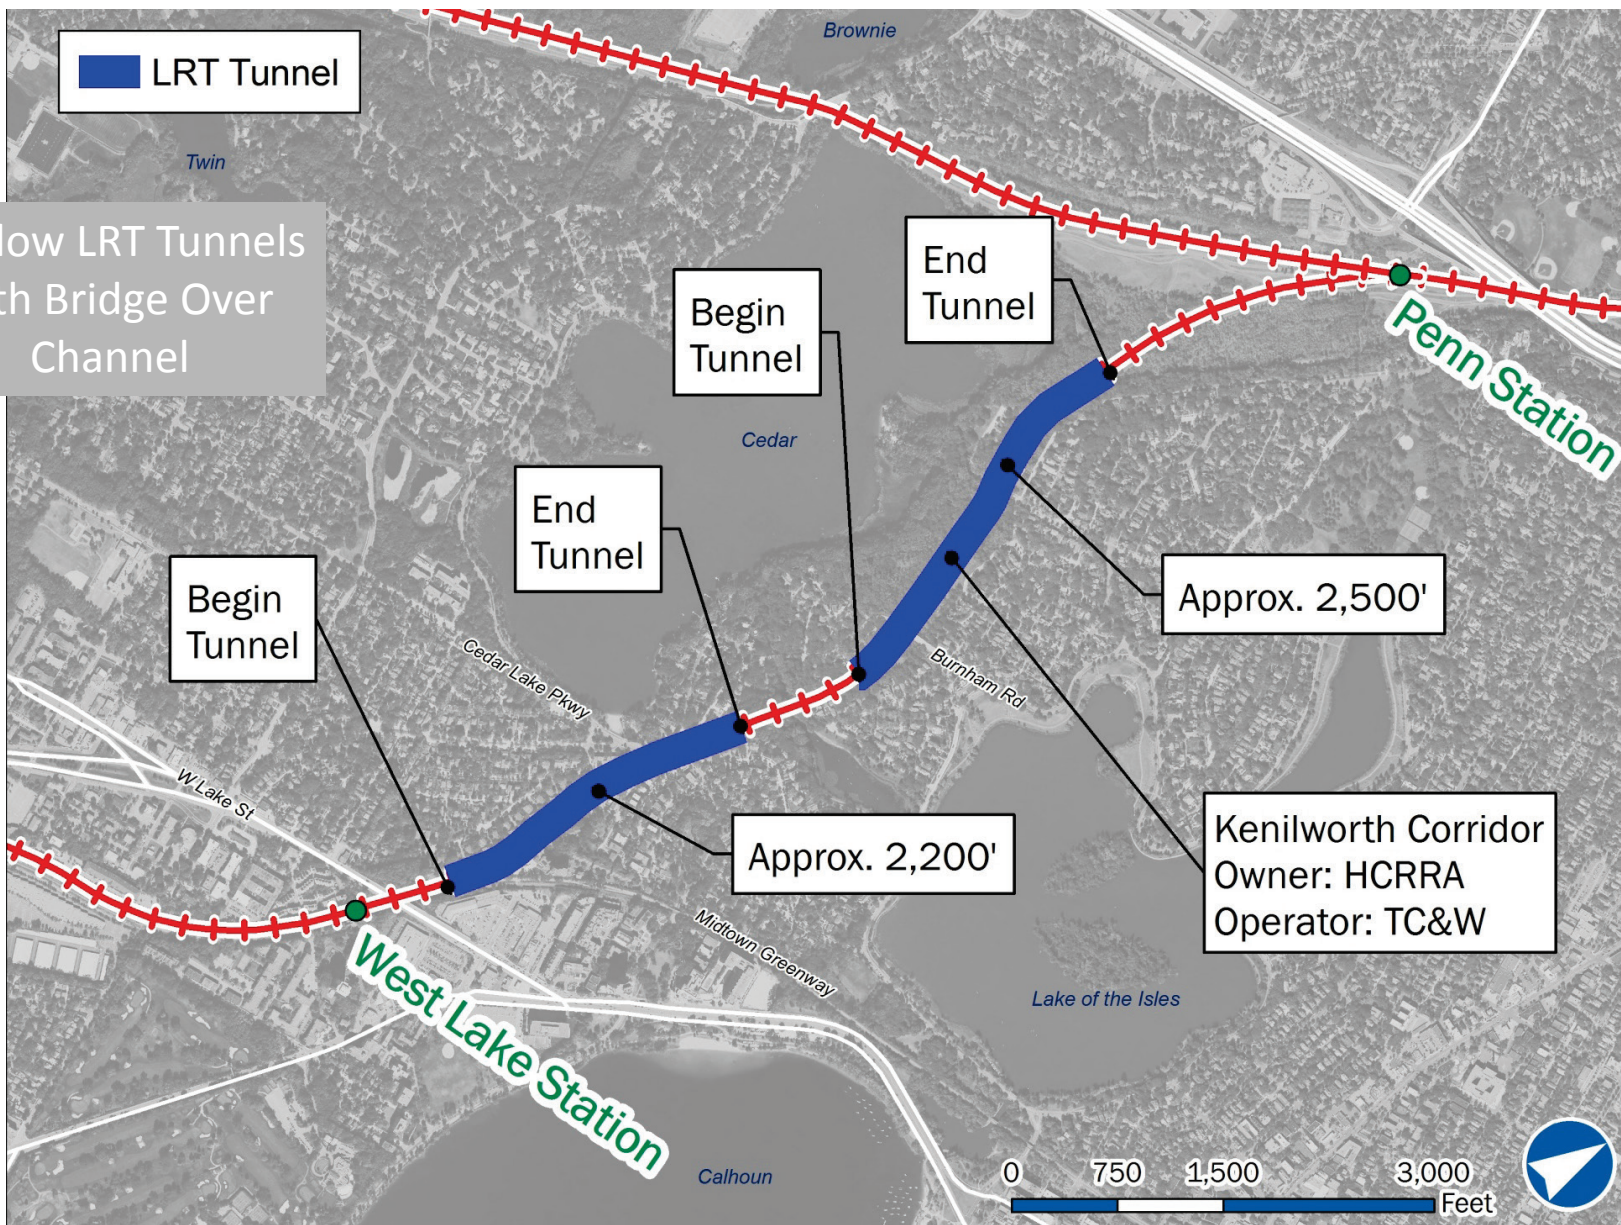 Brownie
LRT Tunnel
Twin
low LRT Tunnels
th Bridge Over
Channel
End
Tunnel
Begin
Tunnel
Penn Station
Cedar
End
Tunnel
Begin
Tunnel
Approx. 2,500'
Cedar Lake Pkwy
Burnham Rd
W Lake St
Approx. 2,200'
Kenilworth Corridor
Owner: HCRRA
Operator: TC&W
Midtown Greenway
West Lake Station
Lake of the Isles
Calhoun
0 750 1,500 3,000
Feet